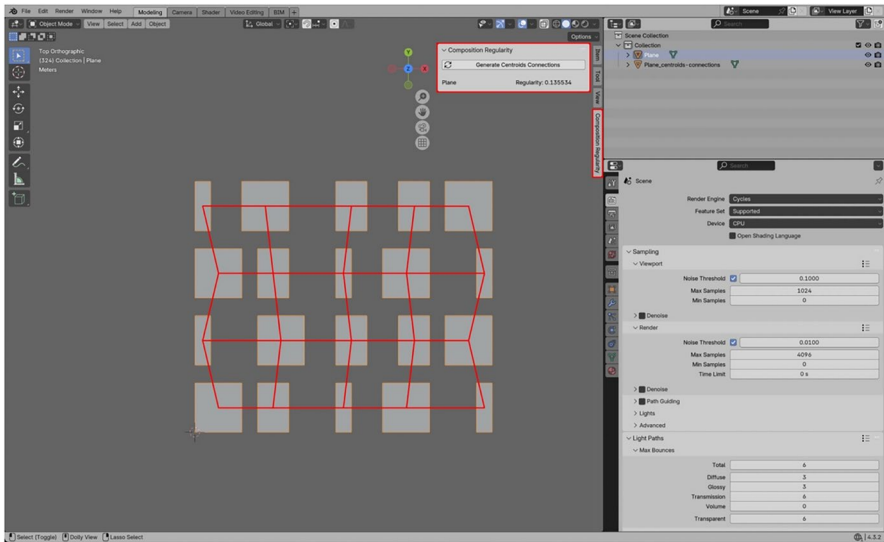 File Edit Render Window Help Modeling Camera Shader Video Editing BIM + Scene View Layer
Object Mode View Select Add Object Global
Options
Search
Top Orthographic
(324) Collection | Plane
Meters
Y
Z
X
Composition Regularity
Generate Centroids Connections
Plane Regularity: 0.135534
Item
Tool
View
Composition Regularity
Scene Collection
Collection
Plane
Plane_centroids-connections
Search
Scene
Render Engine Cycles
Feature Set Supported
Device CPU
Open Shading Language
Sampling
Viewport
Noise Threshold 0.1000
Max Samples 1024
Min Samples 0
Denoise
Render
Noise Threshold 0.0100
Max Samples 4096
Min Samples 0
Time Limit 0 s
Denoise
Path Guiding
Lights
Advanced
Light Paths
Max Bounces
Total 6
Diffuse 3
Glossy 3
Transmission 6
Volume 0
Transparent 6
Select (Toggle) Dolly View Lasso Select 4.3.2